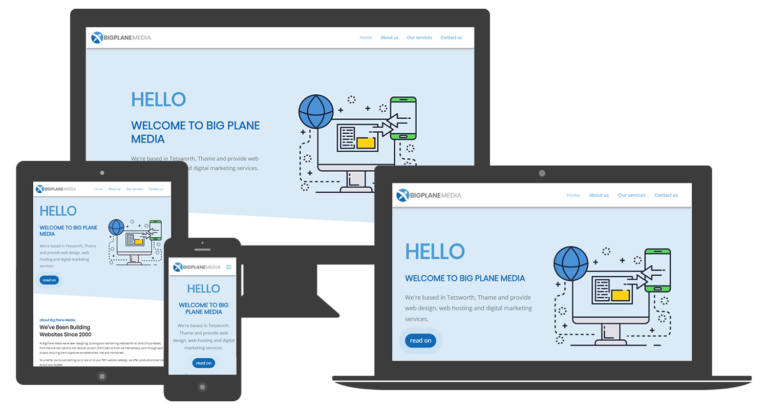 BIGPLANEMEDIA
Home About us Our services Contact us
HELLO
WELCOME TO BIG PLANE
MEDIA
We're based in Tetsworth, Thame and provide web
and digital marketing services.
BIGPLANEMEDIA
Home About us Our services Contact us
HELLO
WELCOME TO BIG PLANE
MEDIA
We're based in Tetsworth, Thame
and provide web design, web
hosting and digital marketing
services.
read on
About Big Plane Media
We've Been Building
Websites Since 2000
BIGPLANEMEDIA
HELLO
WELCOME TO BIG
PLANE MEDIA
We're based in Tetsworth,
Thame and provide web
design, web hosting and digital
marketing services.
read on
BIGPLANEMEDIA
Home About us Our services Contact us
HELLO
WELCOME TO BIG PLANE MEDIA
We're based in Tetsworth, Thame and provide
web design, web hosting and digital marketing
services.
read on